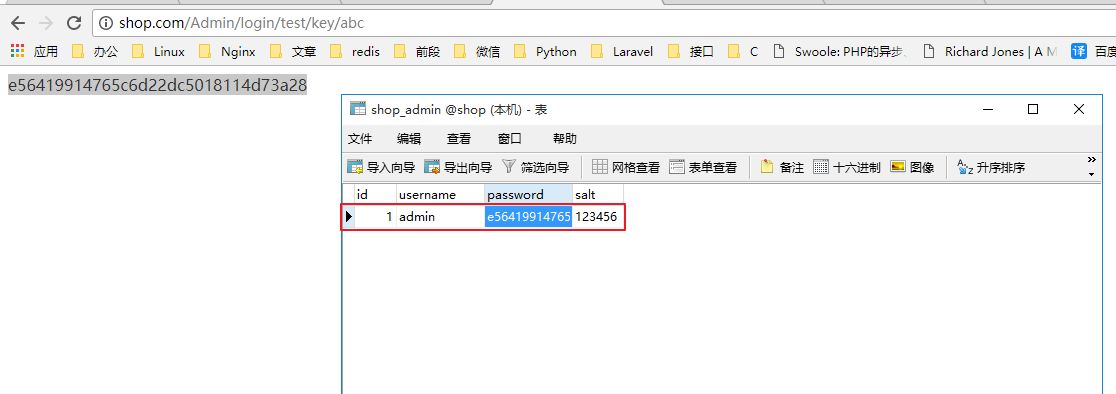 shop.com/Admin/login/test/key/abc
应用 办公 Linux Nginx 文章 redis 前段 微信 Python Laravel 接口 C Swoole: PHP的异步、 Richard Jones | A M 译 百度
e56419914765c6d22dc5018114d73a28
shop_admin @shop (本机) - 表
文件 编辑 查看 窗口 帮助
导入向导 导出向导 筛选向导 网格查看 表单查看 备注 十六进制 图像 升序排序 »
id username password salt
1 admin e56419914765 123456